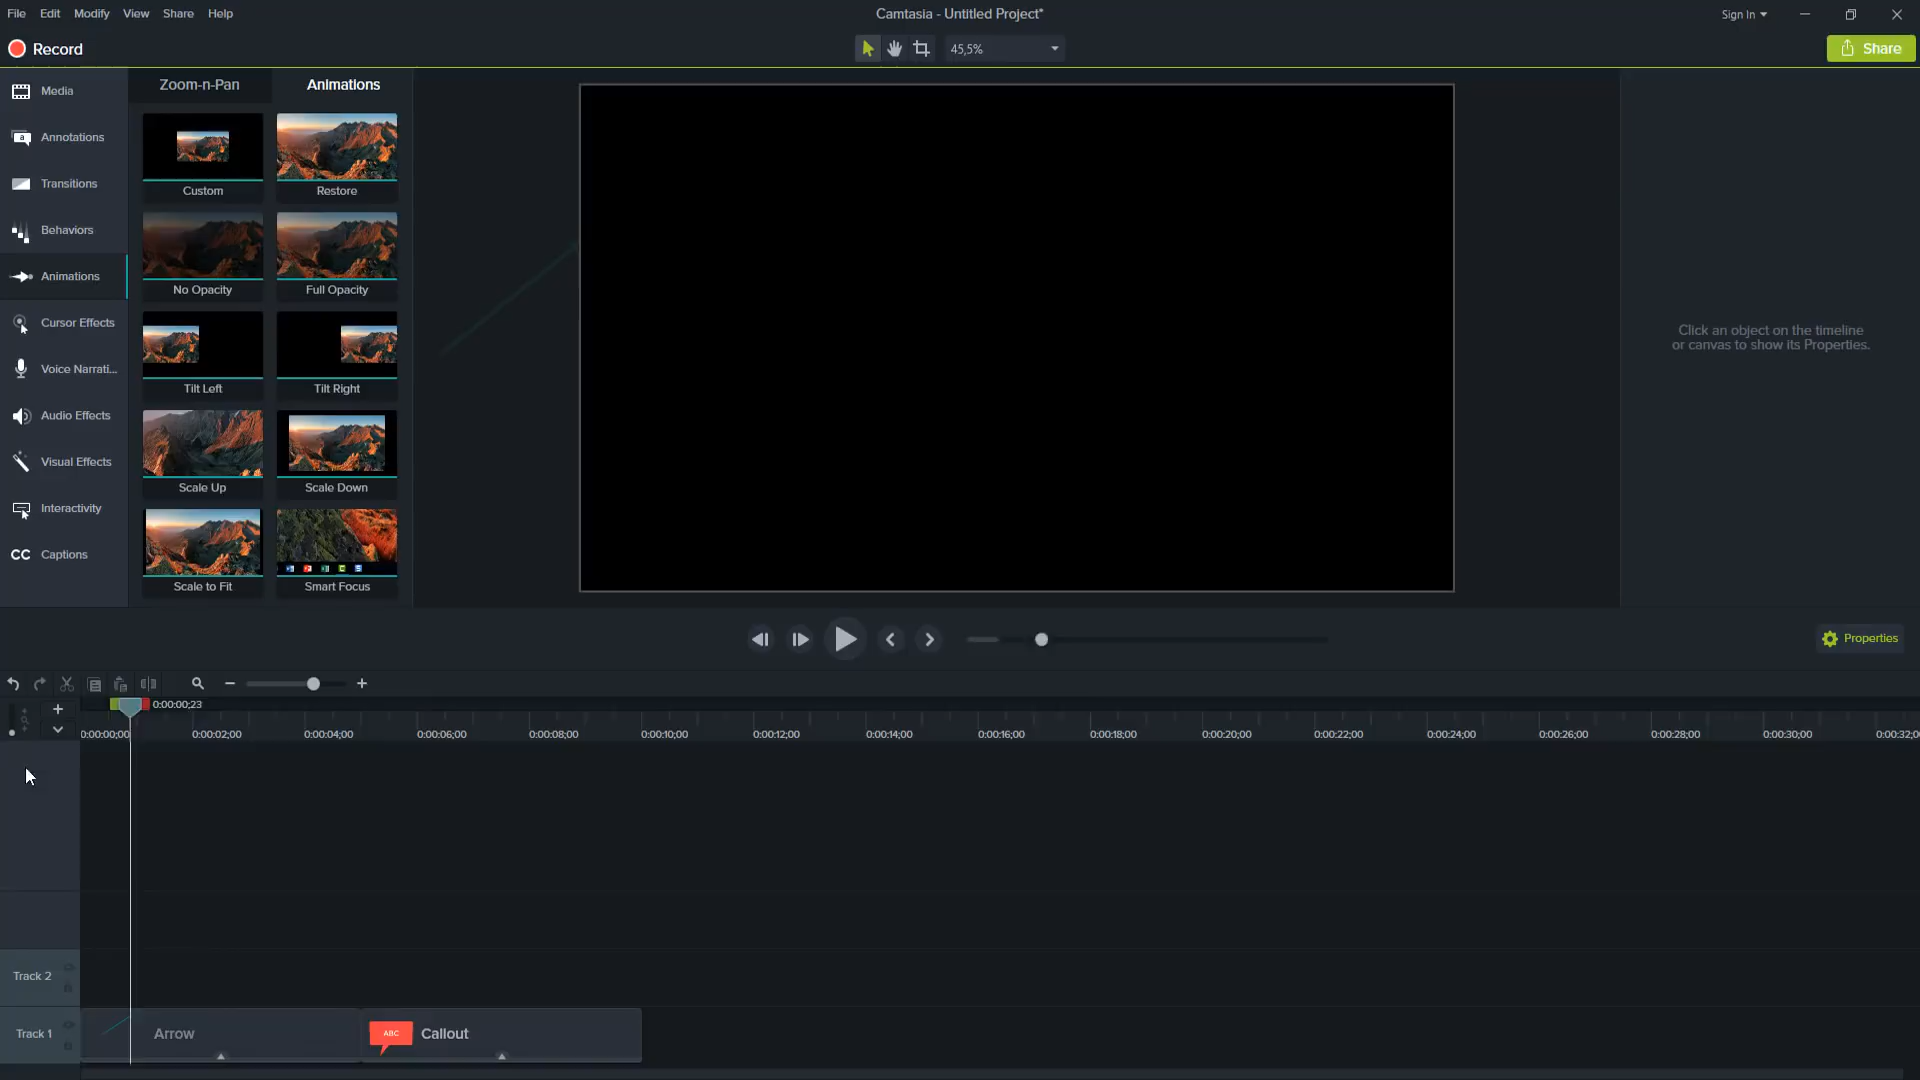 File Edit Modify View Share Help
Camtasia - Untitled Project*
Sign In
Record
45,5%
Share
Media
Annotations
Transitions
Behaviors
Animations
Cursor Effects
Voice Narrati...
Audio Effects
Visual Effects
Interactivity
CC Captions
Zoom-n-Pan Animations
Custom Restore
No Opacity Full Opacity
Tilt Left Tilt Right
Scale Up Scale Down
Scale to Fit Smart Focus
Click an object on the timeline
or canvas to show its Properties.
Properties
0:00:00;23
0:00:00;00 0:00:02;00 0:00:04;00 0:00:06;00 0:00:08;00 0:00:10;00 0:00:12;00 0:00:14;00 0:00:16;00 0:00:18;00 0:00:20;00 0:00:22;00 0:00:24;00 0:00:26;00 0:00:28;00 0:00:30;00 0:00:32;0
Track 2
Track 1
Arrow
ABC
Callout